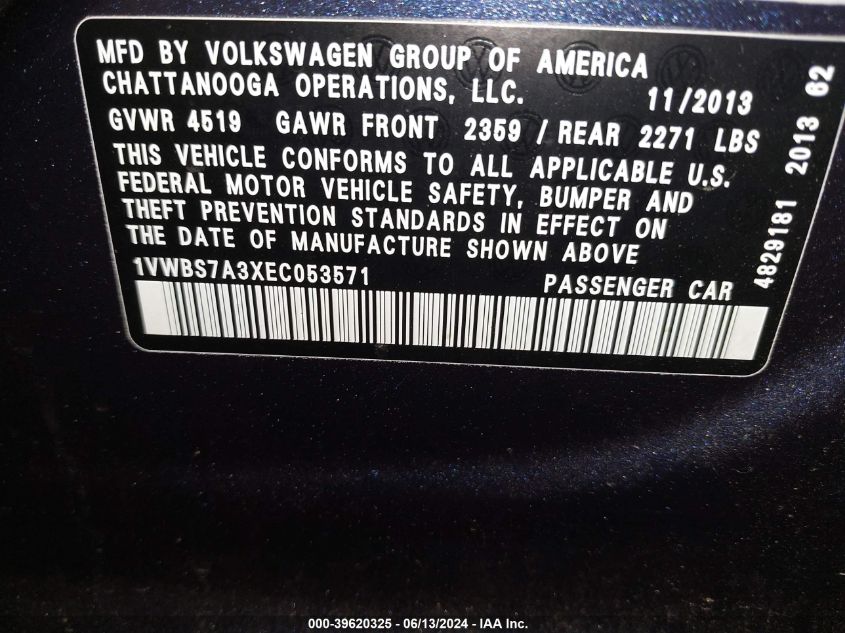 MFD BY VOLKSWAGEN GROUP OF AMERICA
CHATTANOOGA OPERATIONS, LLC. 11/2013
GVWR 4519 GAWR FRONT 2359 / REAR 2271 LBS
THIS VEHICLE CONFORMS TO ALL APPLICABLE U.S.
FEDERAL MOTOR VEHICLE SAFETY, BUMPER AND
THEFT PREVENTION STANDARDS IN EFFECT ON
THE DATE OF MANUFACTURE SHOWN ABOVE
1VWBS7A3XEC053571 PASSENGER CAR
4829181 2013 62
000-39620325 - 06/13/2024 - IAA Inc.